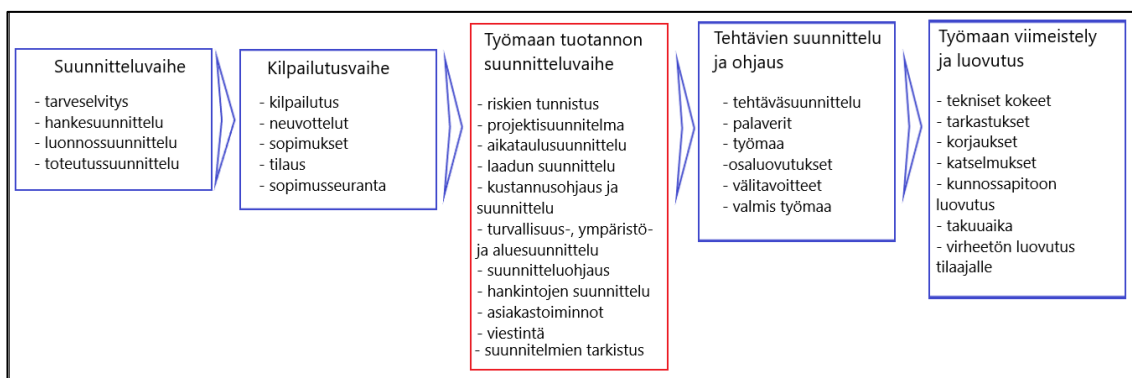 Suunnitteluvaihe
- tarveselvitys
- hankesuunnittelu
- luonnossuunnittelu
- toteutussuunnittelu
Kilpailutusvaihe
- kilpailutus
- neuvottelut
- sopimukset
- tilaus
- sopimusseuranta
Työmaan tuotannon
suunnitteluvaihe
- riskien tunnistus
- projektisuunnitelma
- aikataulusuunnittelu
- laadun suunnittelu
- kustannusohjaus ja
suunnittelu
- turvallisuus-, ympäristö-
ja aluesuunnittelu
- suunnitteluohjaus
- hankintojen suunnittelu
- asiakastoiminnot
- viestintä
- suunnitelmien tarkistus
Tehtävien suunnittelu
ja ohjaus
- tehtäväsuunnittelu
- palaverit
- työmaa
-osaluovutukset
- välitavoitteet
- valmis työmaa
Työmaan viimeistely
ja luovutus
- tekniset kokeet
- tarkastukset
- korjaukset
- katselmukset
- kunnossapitoon
luovutus
- takuuaika
- virheetön luovutus
tilaajalle